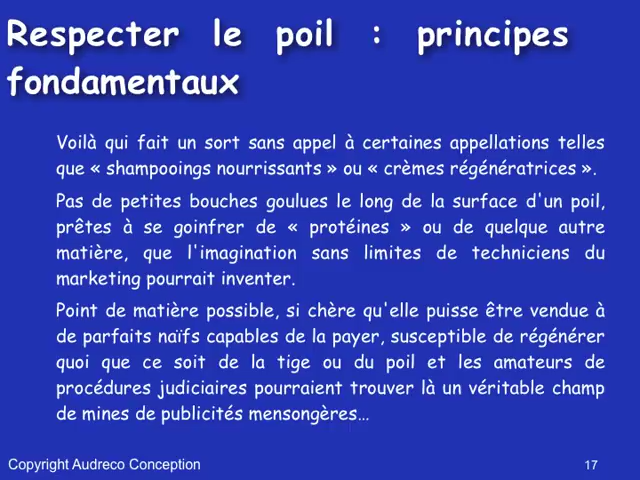 Respecter le poil : principes
fondamentaux
Voilà qui fait un sort sans appel à certaines appellations telles
que « shampooings nourrissants » ou « crèmes régénératrices ».
Pas de petites bouches goulues le long de la surface d'un poil,
prêtes à se goinfrer de « protéines » ou de quelque autre
matière, que l'imagination sans limites de techniciens du
marketing pourrait inventer.
Point de matière possible, si chère qu'elle puisse être vendue à
de parfaits naïfs capables de la payer, susceptible de régénérer
quoi que ce soit de la tige ou du poil et les amateurs de
procédures judiciaires pourraient trouver là un véritable champ
de mines de publicités mensongères…
Copyright Audreco Conception
17